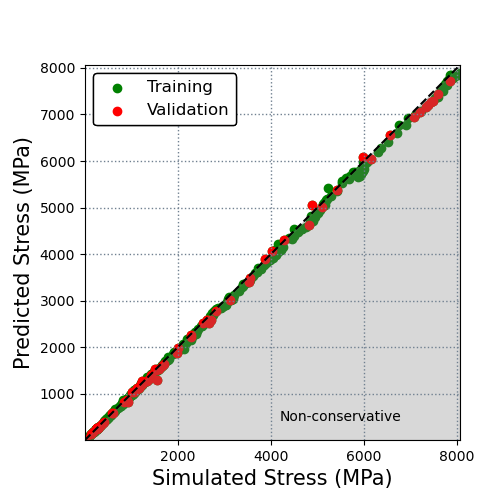 8000
7000
6000
5000
4000
3000
2000
1000
Predicted Stress (MPa)
Training
Validation
Non-conservative
2000
4000
6000
8000
Simulated Stress (MPa)